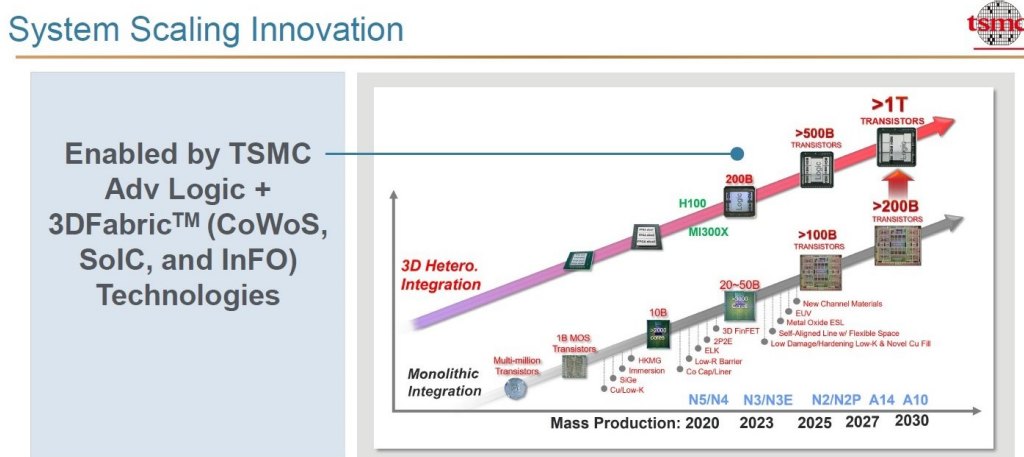 System Scaling Innovation
tsmc
Enabled by TSMC
Adv Logic +
3DFabric™ (CoWoS,
SoIC, and InFO)
Technologies
>1T
TRANSISTORS
>500B
TRANSISTORS
200B
H100
MI300X
3D Hetero.
Integration
>200B
TRANSISTORS
>100B
TRANSISTORS
20~50B
10B
1B MOS
Transistors
Multi-million
Transistors
Monolithic
Integration
New Channel Materials
EUV
Metal Oxide ESL
Self-Aligned Line w/ Flexible Space
Low Damage/Hardening Low-K & Novel Cu Fill
3D FinFET
2P2E
ELK
Low-R Barrier
Co Cap/Liner
HKMG
Immersion
SiGe
Cu/Low-K
N5/N4 N3/N3E N2/N2P A14 A10
Mass Production: 2020 2023 2025 2027 2030